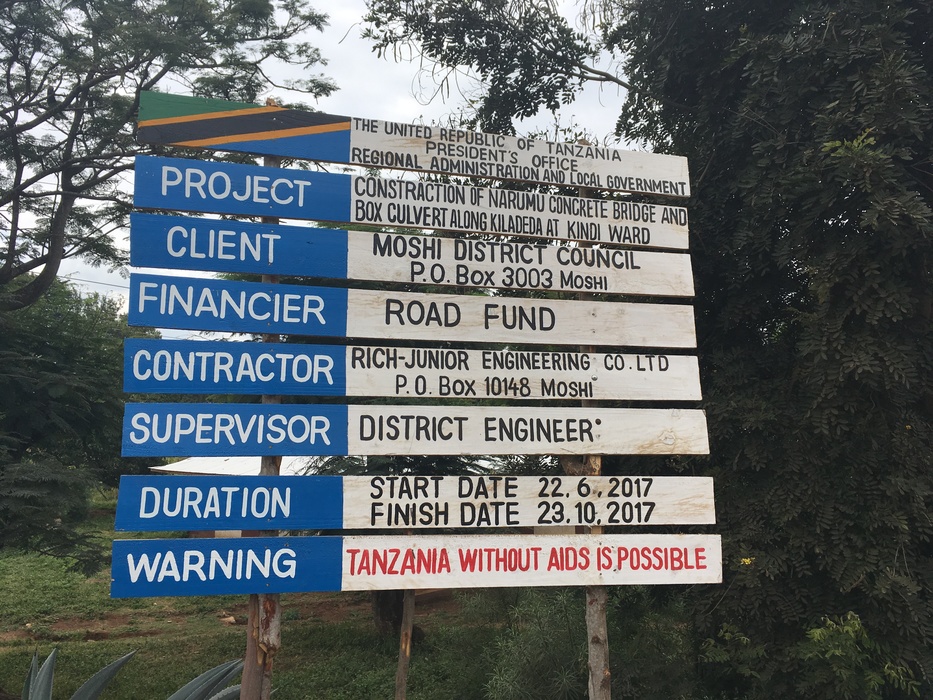 THE UNITED REPUBLIC OF TANZANIA
PRESIDENT'S OFFICE
REGIONAL ADMINISTRATION AND LOCAL GOVERNMENT
PROJECT
CONSTRACTION OF NARUMU CONCRETE BRIDGE AND
BOX CULVERT ALONG KILADEDA AT KINDI WARD
CLIENT
MOSHI DISTRICT COUNCIL
P.O. Box 3003 MOSHI
FINANCIER
ROAD FUND
CONTRACTOR
RICH-JUNIOR ENGINEERING CO.LTD
P.O. Box 10148 MOSHI
SUPERVISOR
DISTRICT ENGINEER
DURATION
START DATE 22.6.2017
FINISH DATE 23.10.2017
WARNING
TANZANIA WITHOUT AIDS IS POSSIBLE